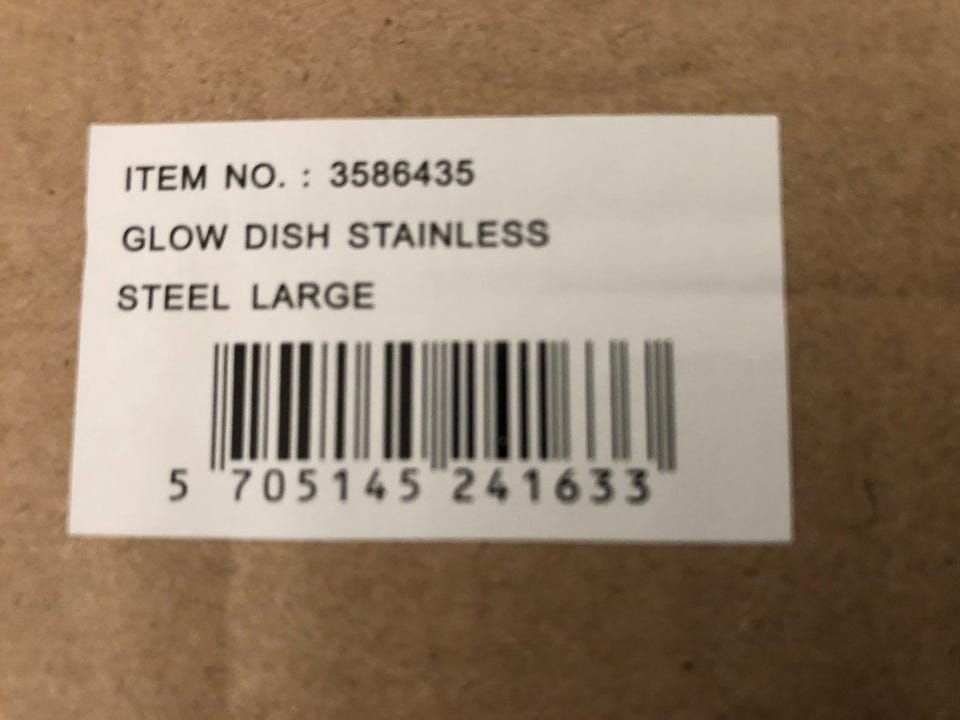 ITEM NO. : 3586435
GLOW DISH STAINLESS
STEEL LARGE
5 705145 241633